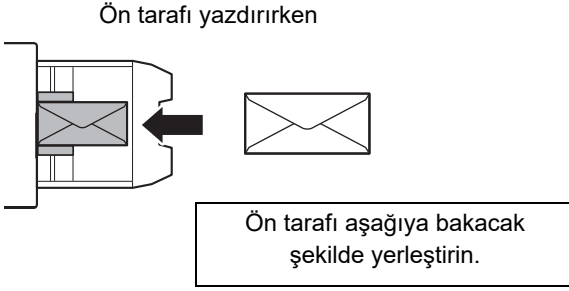 Ön tarafı yazdırırken
Ön tarafı aşağıya bakacak
şekilde yerleştirin.